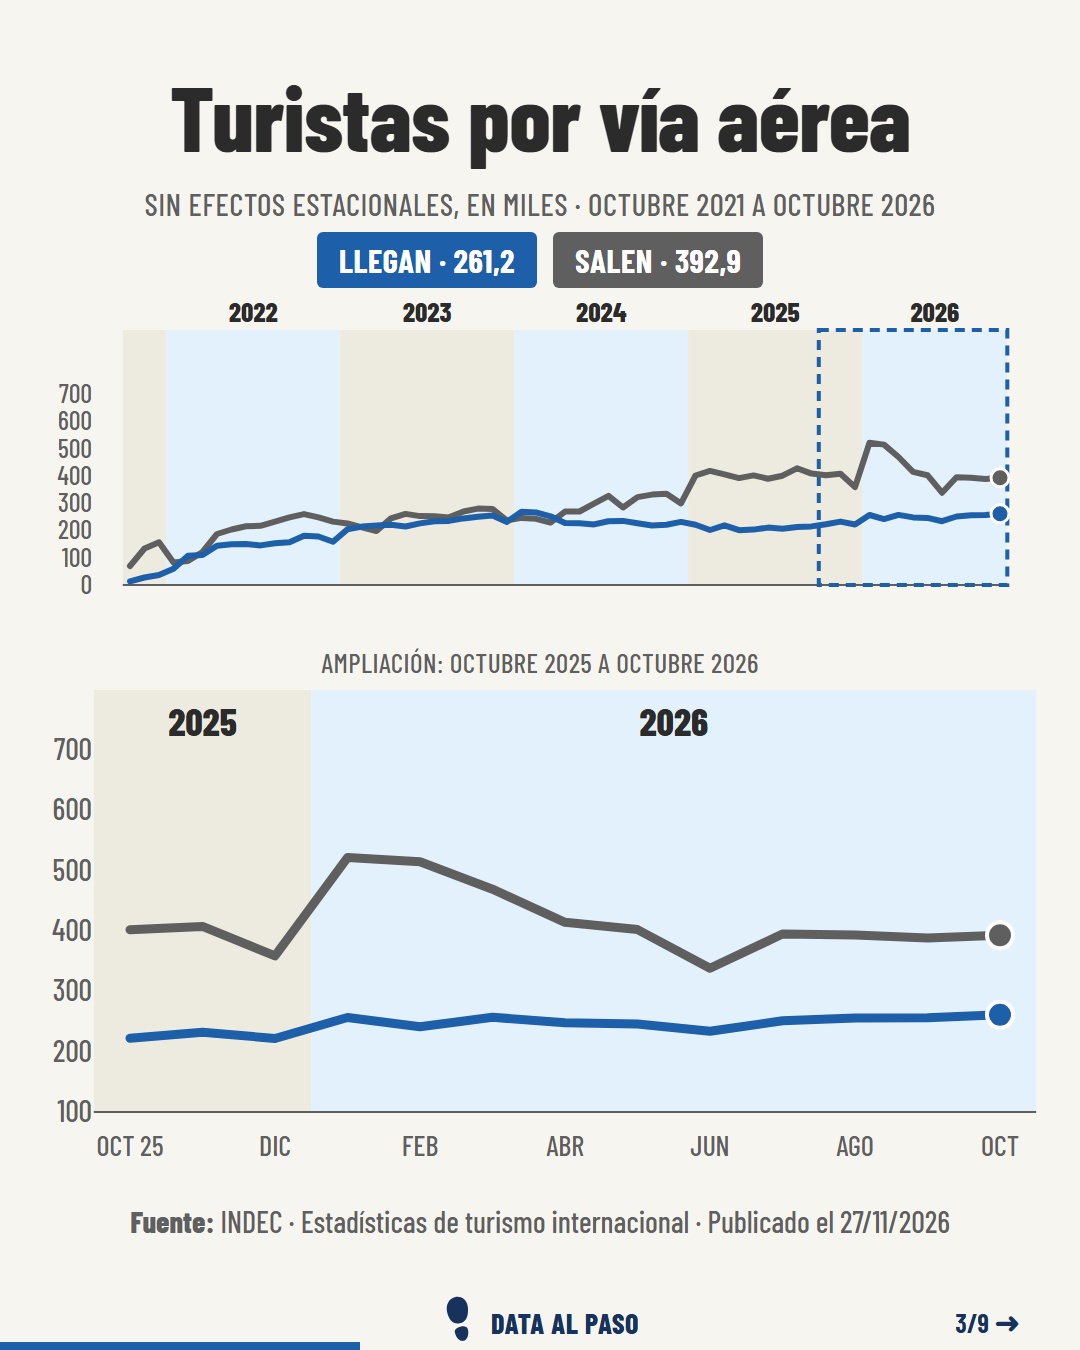 Turistas por vía aérea
SIN EFECTOS ESTACIONALES, EN MILES · OCTUBRE 2021 A OCTUBRE 2026
LLEGAN · 261,2 SALEN · 392,9
2022 2023 2024 2025 2026
700
600
500
400
300
200
100
0
AMPLIACIÓN: OCTUBRE 2025 A OCTUBRE 2026
2025 2026
700
600
500
400
300
200
100
OCT 25 DIC FEB ABR JUN AGO OCT
Fuente: INDEC · Estadísticas de turismo internacional · Publicado el 27/11/2026
DATA AL PASO 3/9 →